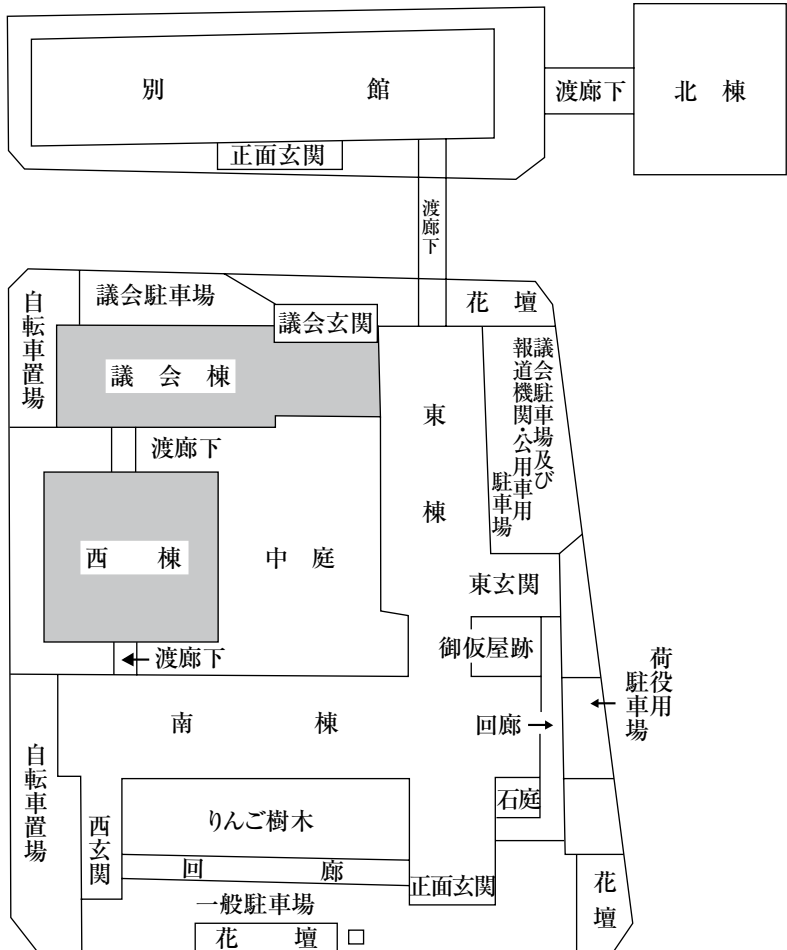 別　館
渡廊下
北　棟
正面玄関
渡廊下
自転車置場
議会駐車場
議会玄関
花　壇
議会棟
東　棟
議会駐車場及び
報道機関・公用車用
駐車場
渡廊下
西　棟
中　庭
東玄関
渡廊下
御仮屋跡
荷役用
駐車場
南　棟
回廊
自転車置場
西玄関
りんご樹木
石庭
回　廊
正面玄関
一般駐車場
花　壇
花　壇